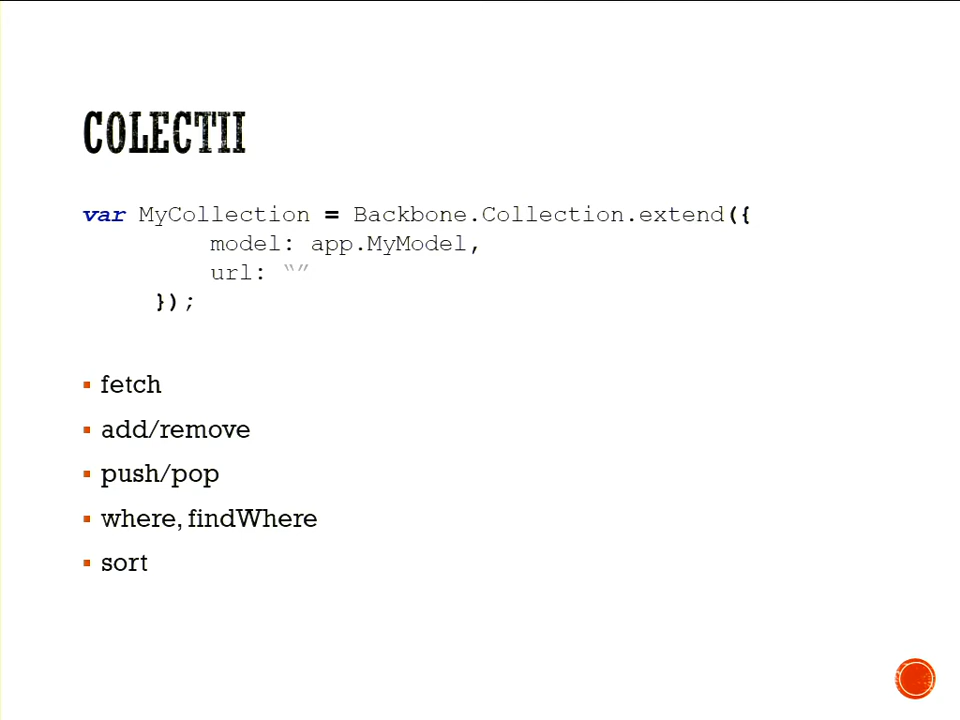 COLECTII
var MyCollection = Backbone.Collection.extend({
model: app.MyModel,
url: “”
});
▪ fetch
▪ add/remove
▪ push/pop
▪ where, findWhere
▪ sort